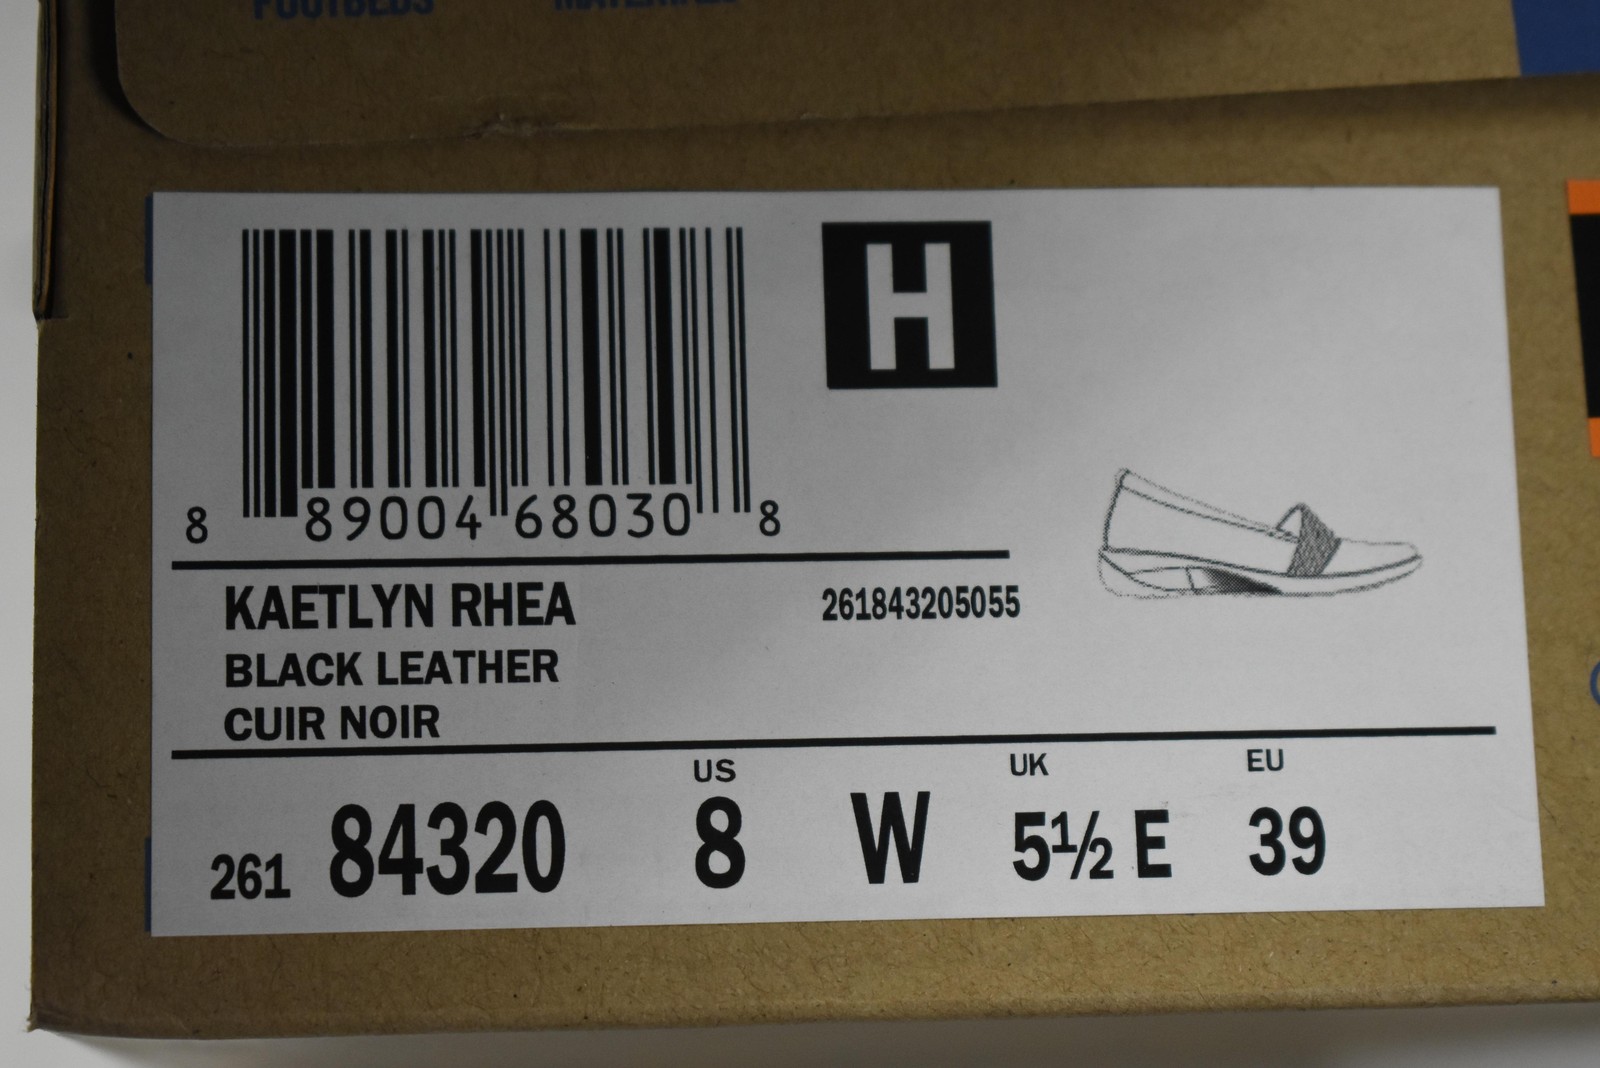 FOOTBEDS
H
8 89004 68030 8
KAETLYN RHEA
261843205055
BLACK LEATHER
CUIR NOIR
US UK EU
261 84320 8 W 5½ E 39